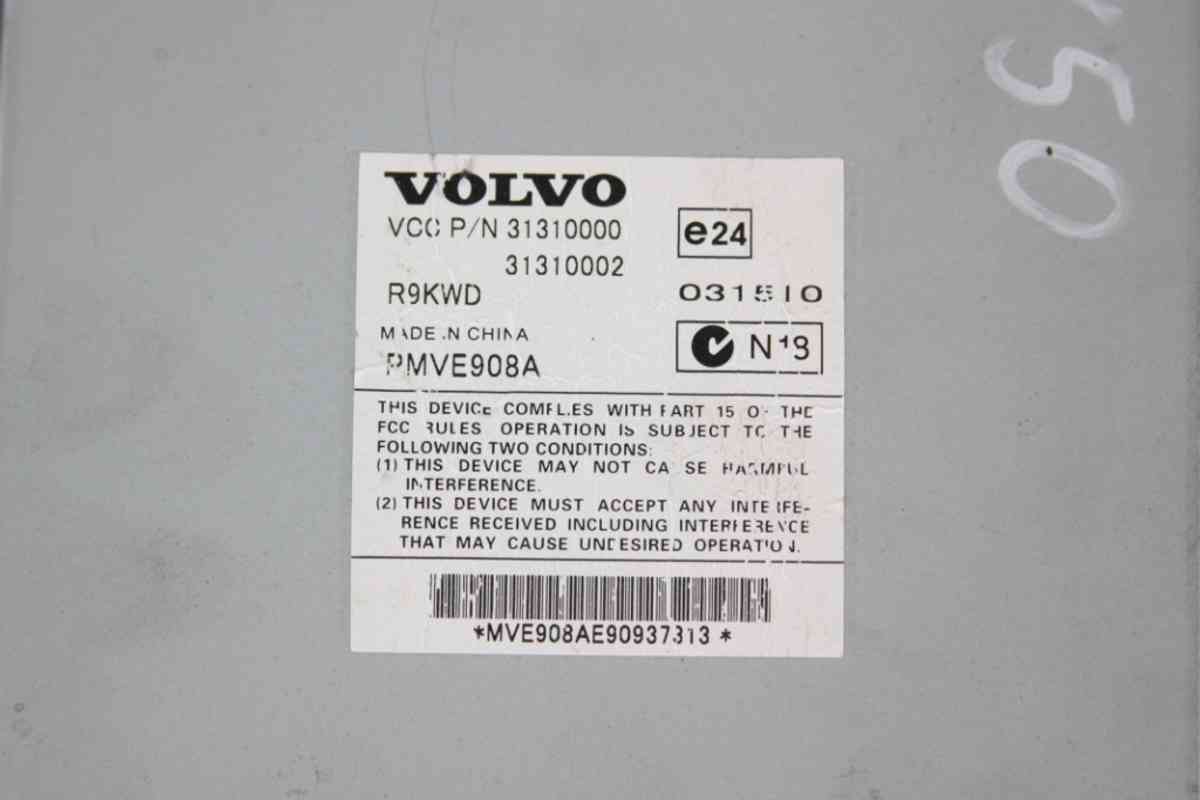 V50
VOLVO
VCC P/N 31310000
31310002
e24
R9KWD
031510
MADE IN CHINA
PMVE908A
N18
THIS DEVICE COMPLIES WITH PART 15 OF THE
FCC RULES OPERATION IS SUBJECT TO THE
FOLLOWING TWO CONDITIONS:
(1) THIS DEVICE MAY NOT CAUSE HARMFUL
INTERFERENCE.
(2) THIS DEVICE MUST ACCEPT ANY INTERFE-
RENCE RECEIVED INCLUDING INTERFERENCE
THAT MAY CAUSE UNDESIRED OPERATION.
*MVE908AE90937313*